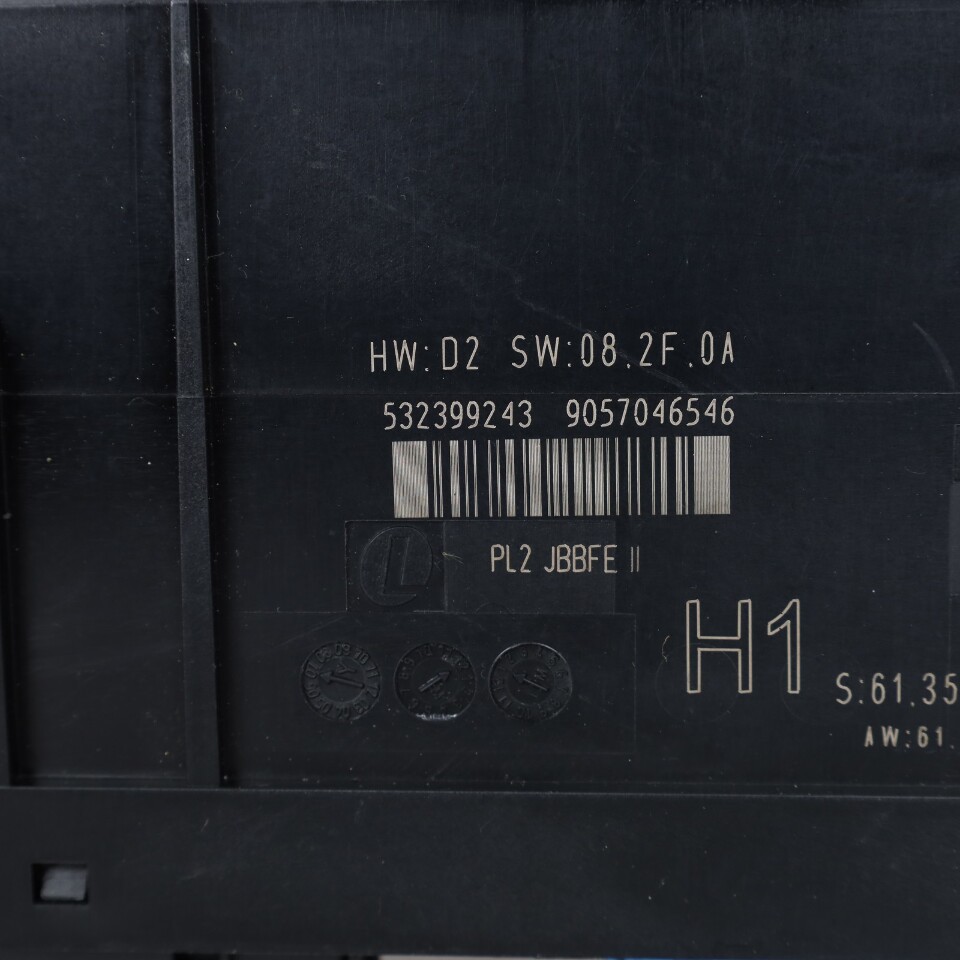 HW:D2 SW:08.2F.0A
532399243 9057046546
L
PL2 JBBFE II
H1
S:61.35
AW:61.